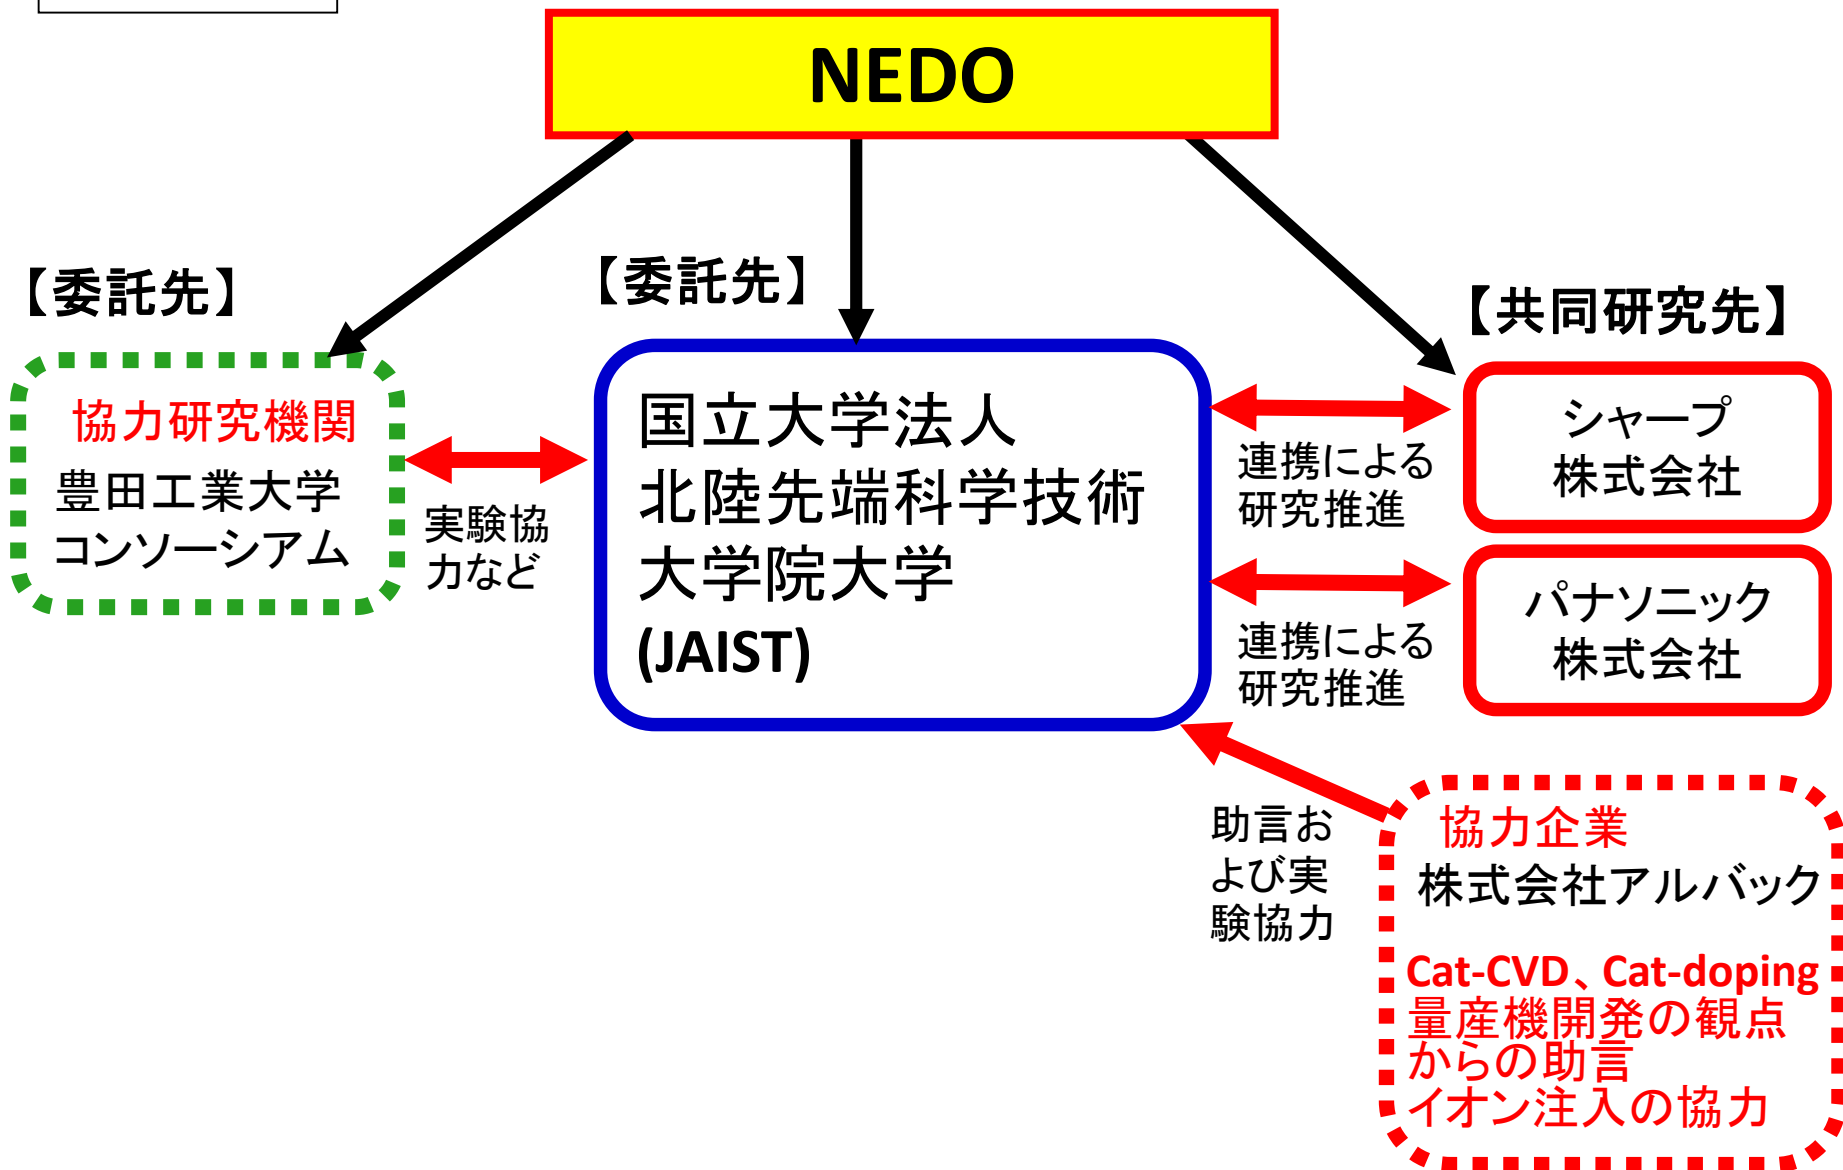 NEDO
【委託先】
【委託先】
【共同研究先】
協力研究機関
豊田工業大学
コンソーシアム
実験協
力など
国立大学法人
北陸先端科学技術
大学院大学
(JAIST)
連携による
研究推進
シャープ
株式会社
連携による
研究推進
パナソニック
株式会社
助言お
よび実
験協力
協力企業
株式会社アルバック
Cat-CVD、Cat-doping
量産機開発の観点
からの助言
イオン注入の協力